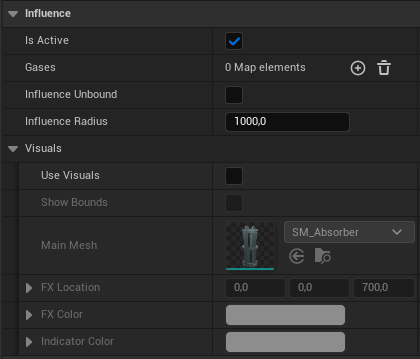 Influence
Is Active
Gases 0 Map elements
Influence Unbound
Influence Radius 1000,0
Visuals
Use Visuals
Show Bounds
Main Mesh SM_Absorber
FX Location 0,0 0,0 700,0
FX Color
Indicator Color